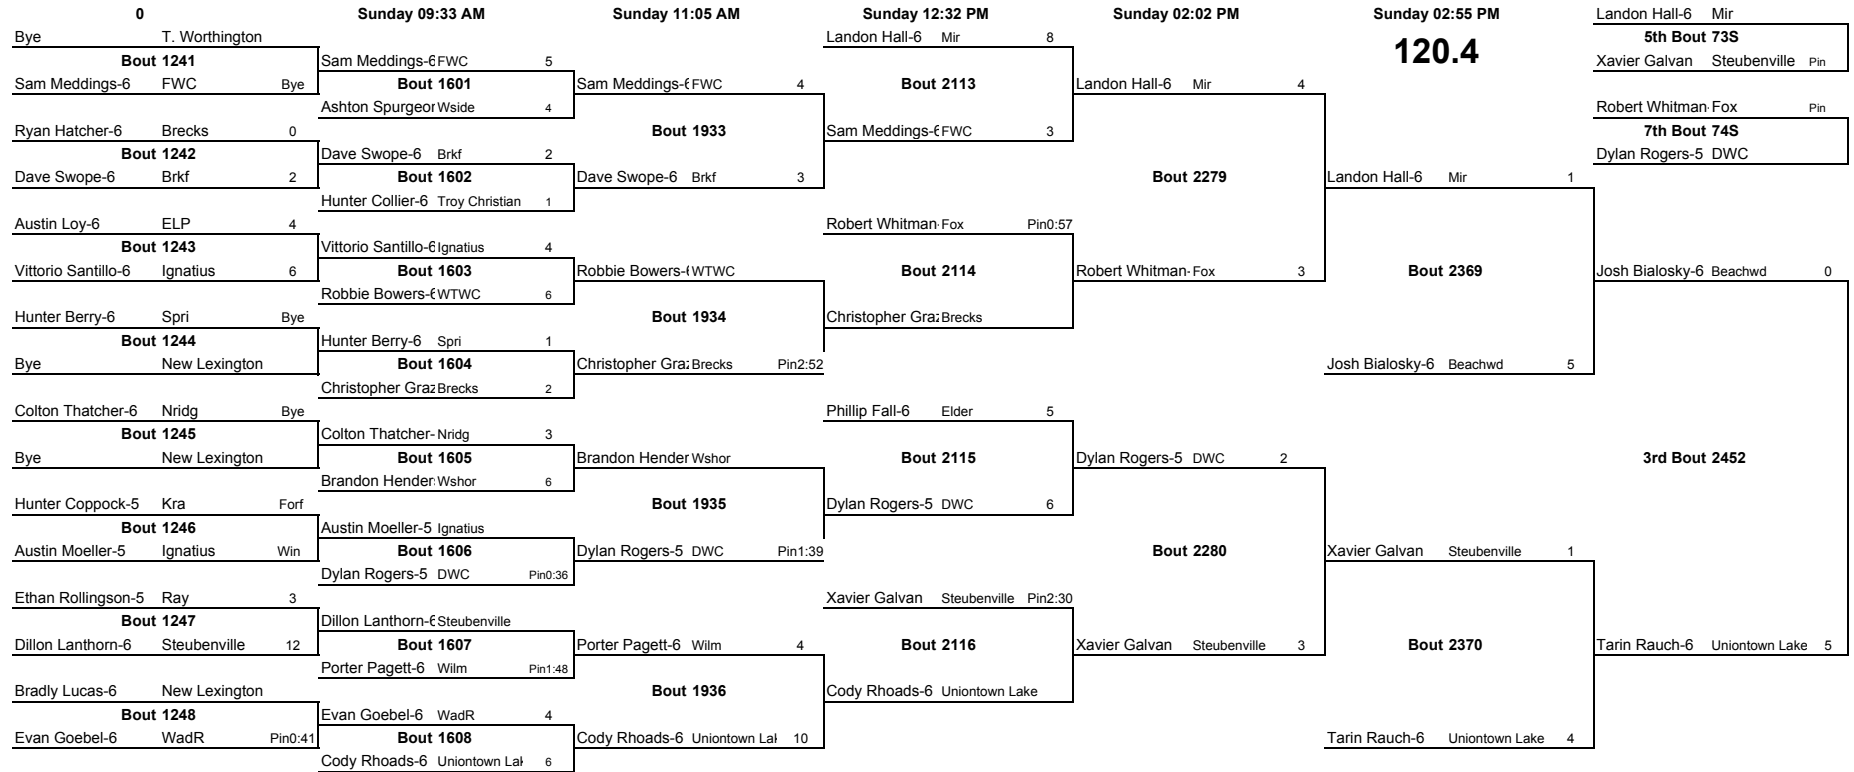 0 Sunday 09:33 AM Sunday 11:05 AM Sunday 12:32 PM Sunday 02:02 PM Sunday 02:55 PM Landon Hall-6 Mir
Bye T. Worthington Landon Hall-6 Mir 8 5th Bout 73S
120.4
Bout 1241 Sam Meddings-6 FWC 5 Xavier Galvan Steubenville Pin
Sam Meddings-6 FWC Bye Bout 1601 Sam Meddings-6 FWC 4 Bout 2113 Landon Hall-6 Mir 4
Ashton Spurgeor Wside 4 Robert Whitman- Fox Pin
Ryan Hatcher-6 Brecks 0 Bout 1933 Sam Meddings-6 FWC 3 7th Bout 74S
Bout 1242 Dave Swope-6 Brkf 2 Dylan Rogers-5 DWC
Dave Swope-6 Brkf 2 Bout 1602 Dave Swope-6 Brkf 3 Bout 2279 Landon Hall-6 Mir 1
Hunter Collier-6 Troy Christian 1
Austin Loy-6 ELP 4 Robert Whitman- Fox Pin0:57
Bout 1243 Vittorio Santillo-6 Ignatius 4
Vittorio Santillo-6 Ignatius 6 Bout 1603 Robbie Bowers-6 WTWC Bout 2114 Robert Whitman- Fox 3 Bout 2369 Josh Bialosky-6 Beachwd 0
Robbie Bowers-6 WTWC 6
Hunter Berry-6 Spri Bye Bout 1934 Christopher Graz Brecks
Bout 1244 Hunter Berry-6 Spri 1
Bye New Lexington Bout 1604 Christopher Graz Brecks Pin2:52 Josh Bialosky-6 Beachwd 5
Christopher Graz Brecks 2
Colton Thatcher-6 Nridg Bye Phillip Fall-6 Elder 5
Bout 1245 Colton Thatcher- Nridg 3
Bye New Lexington Bout 1605 Brandon Hender Wshor Bout 2115 Dylan Rogers-5 DWC 2 3rd Bout 2452
Brandon Hender Wshor 6
Hunter Coppock-5 Kra Forf Bout 1935 Dylan Rogers-5 DWC 6
Bout 1246 Austin Moeller-5 Ignatius
Austin Moeller-5 Ignatius Win Bout 1606 Dylan Rogers-5 DWC Pin1:39 Bout 2280 Xavier Galvan Steubenville 1
Dylan Rogers-5 DWC Pin0:36
Ethan Rollingson-5 Ray 3 Xavier Galvan Steubenville Pin2:30
Bout 1247 Dillon Lanthorn-6 Steubenville
Dillon Lanthorn-6 Steubenville 12 Bout 1607 Porter Pagett-6 Wilm 4 Bout 2116 Xavier Galvan Steubenville 3 Bout 2370 Tarin Rauch-6 Uniontown Lake 5
Porter Pagett-6 Wilm Pin1:48
Bradly Lucas-6 New Lexington Bout 1936 Cody Rhoads-6 Uniontown Lake
Bout 1248 Evan Goebel-6 WadR 4
Evan Goebel-6 WadR Pin0:41 Bout 1608 Cody Rhoads-6 Uniontown Lak 10 Tarin Rauch-6 Uniontown Lake 4
Cody Rhoads-6 Uniontown Lak 6